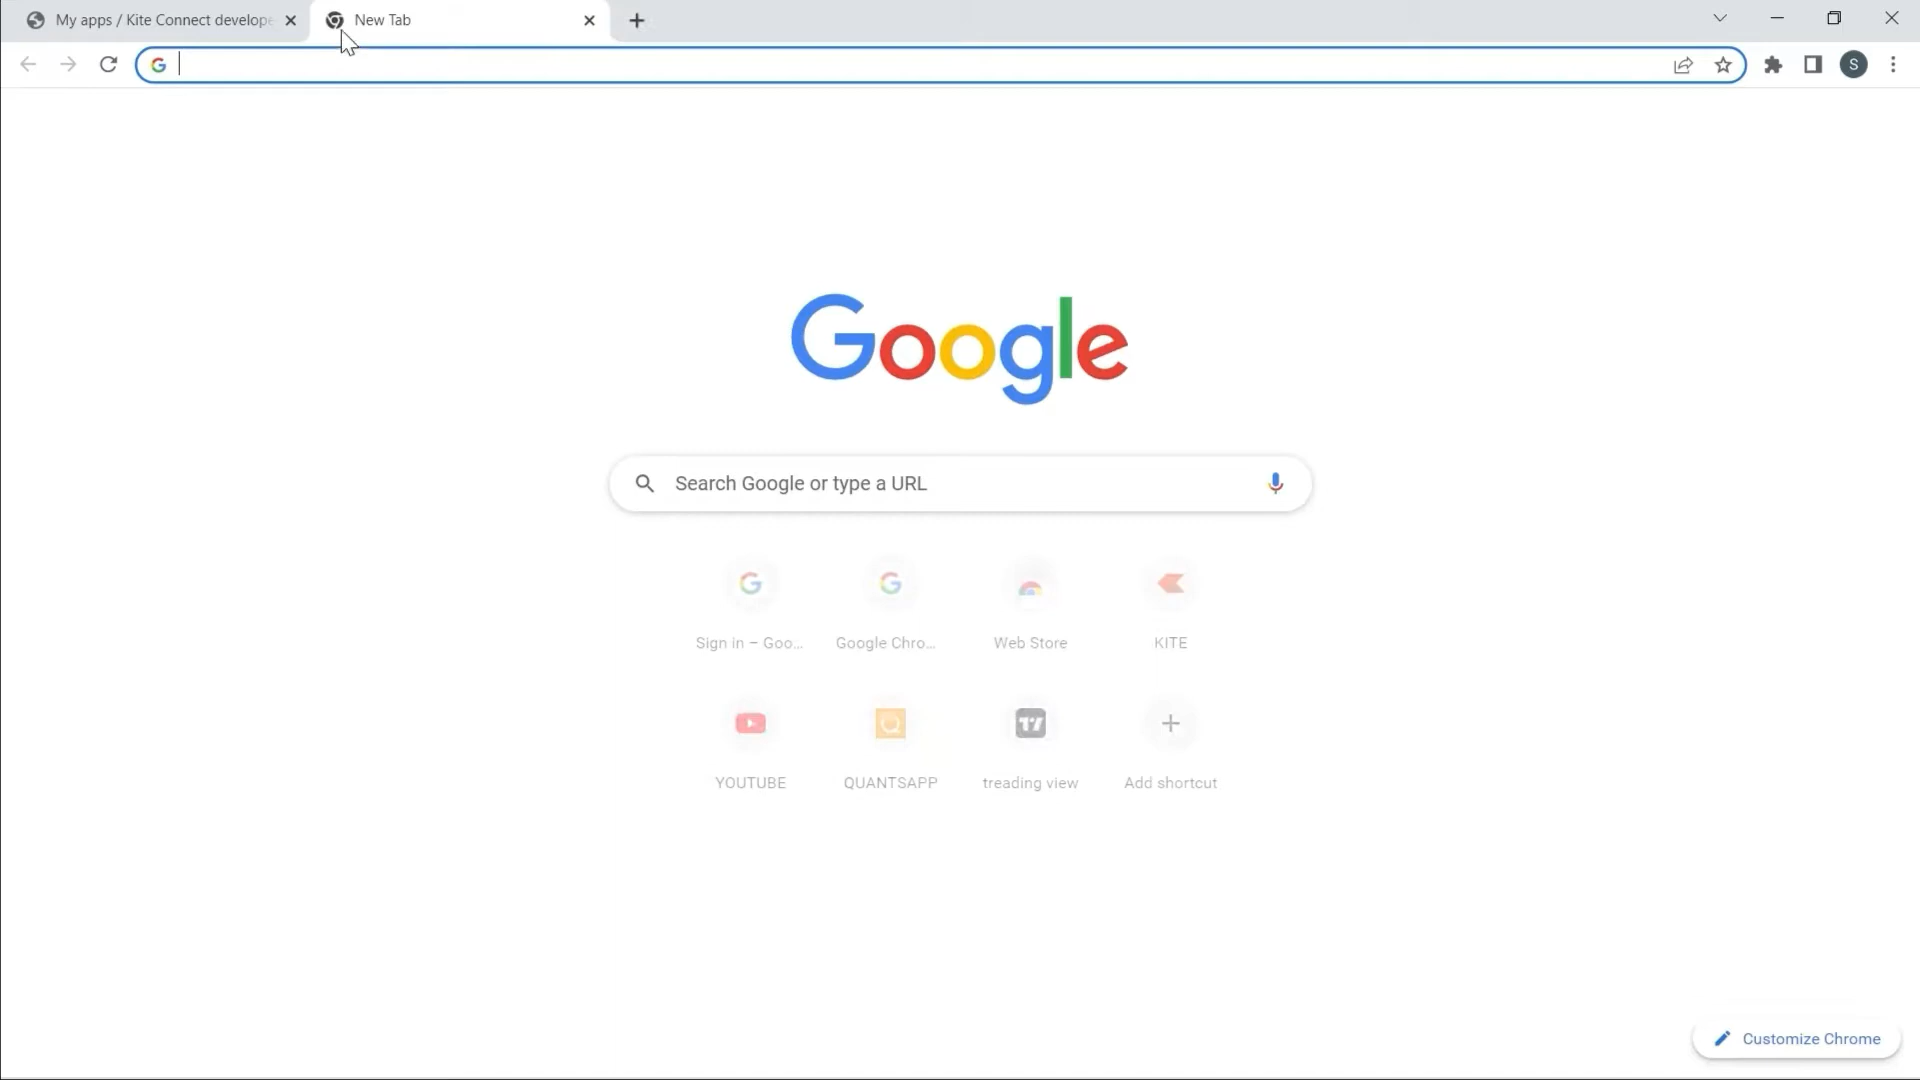 My apps / Kite Connect develope
New Tab
S
Google
Search Google or type a URL
Sign in – Goo...
Google Chro...
Web Store
KITE
YOUTUBE
QUANTSAPP
treading view
Add shortcut
Customize Chrome